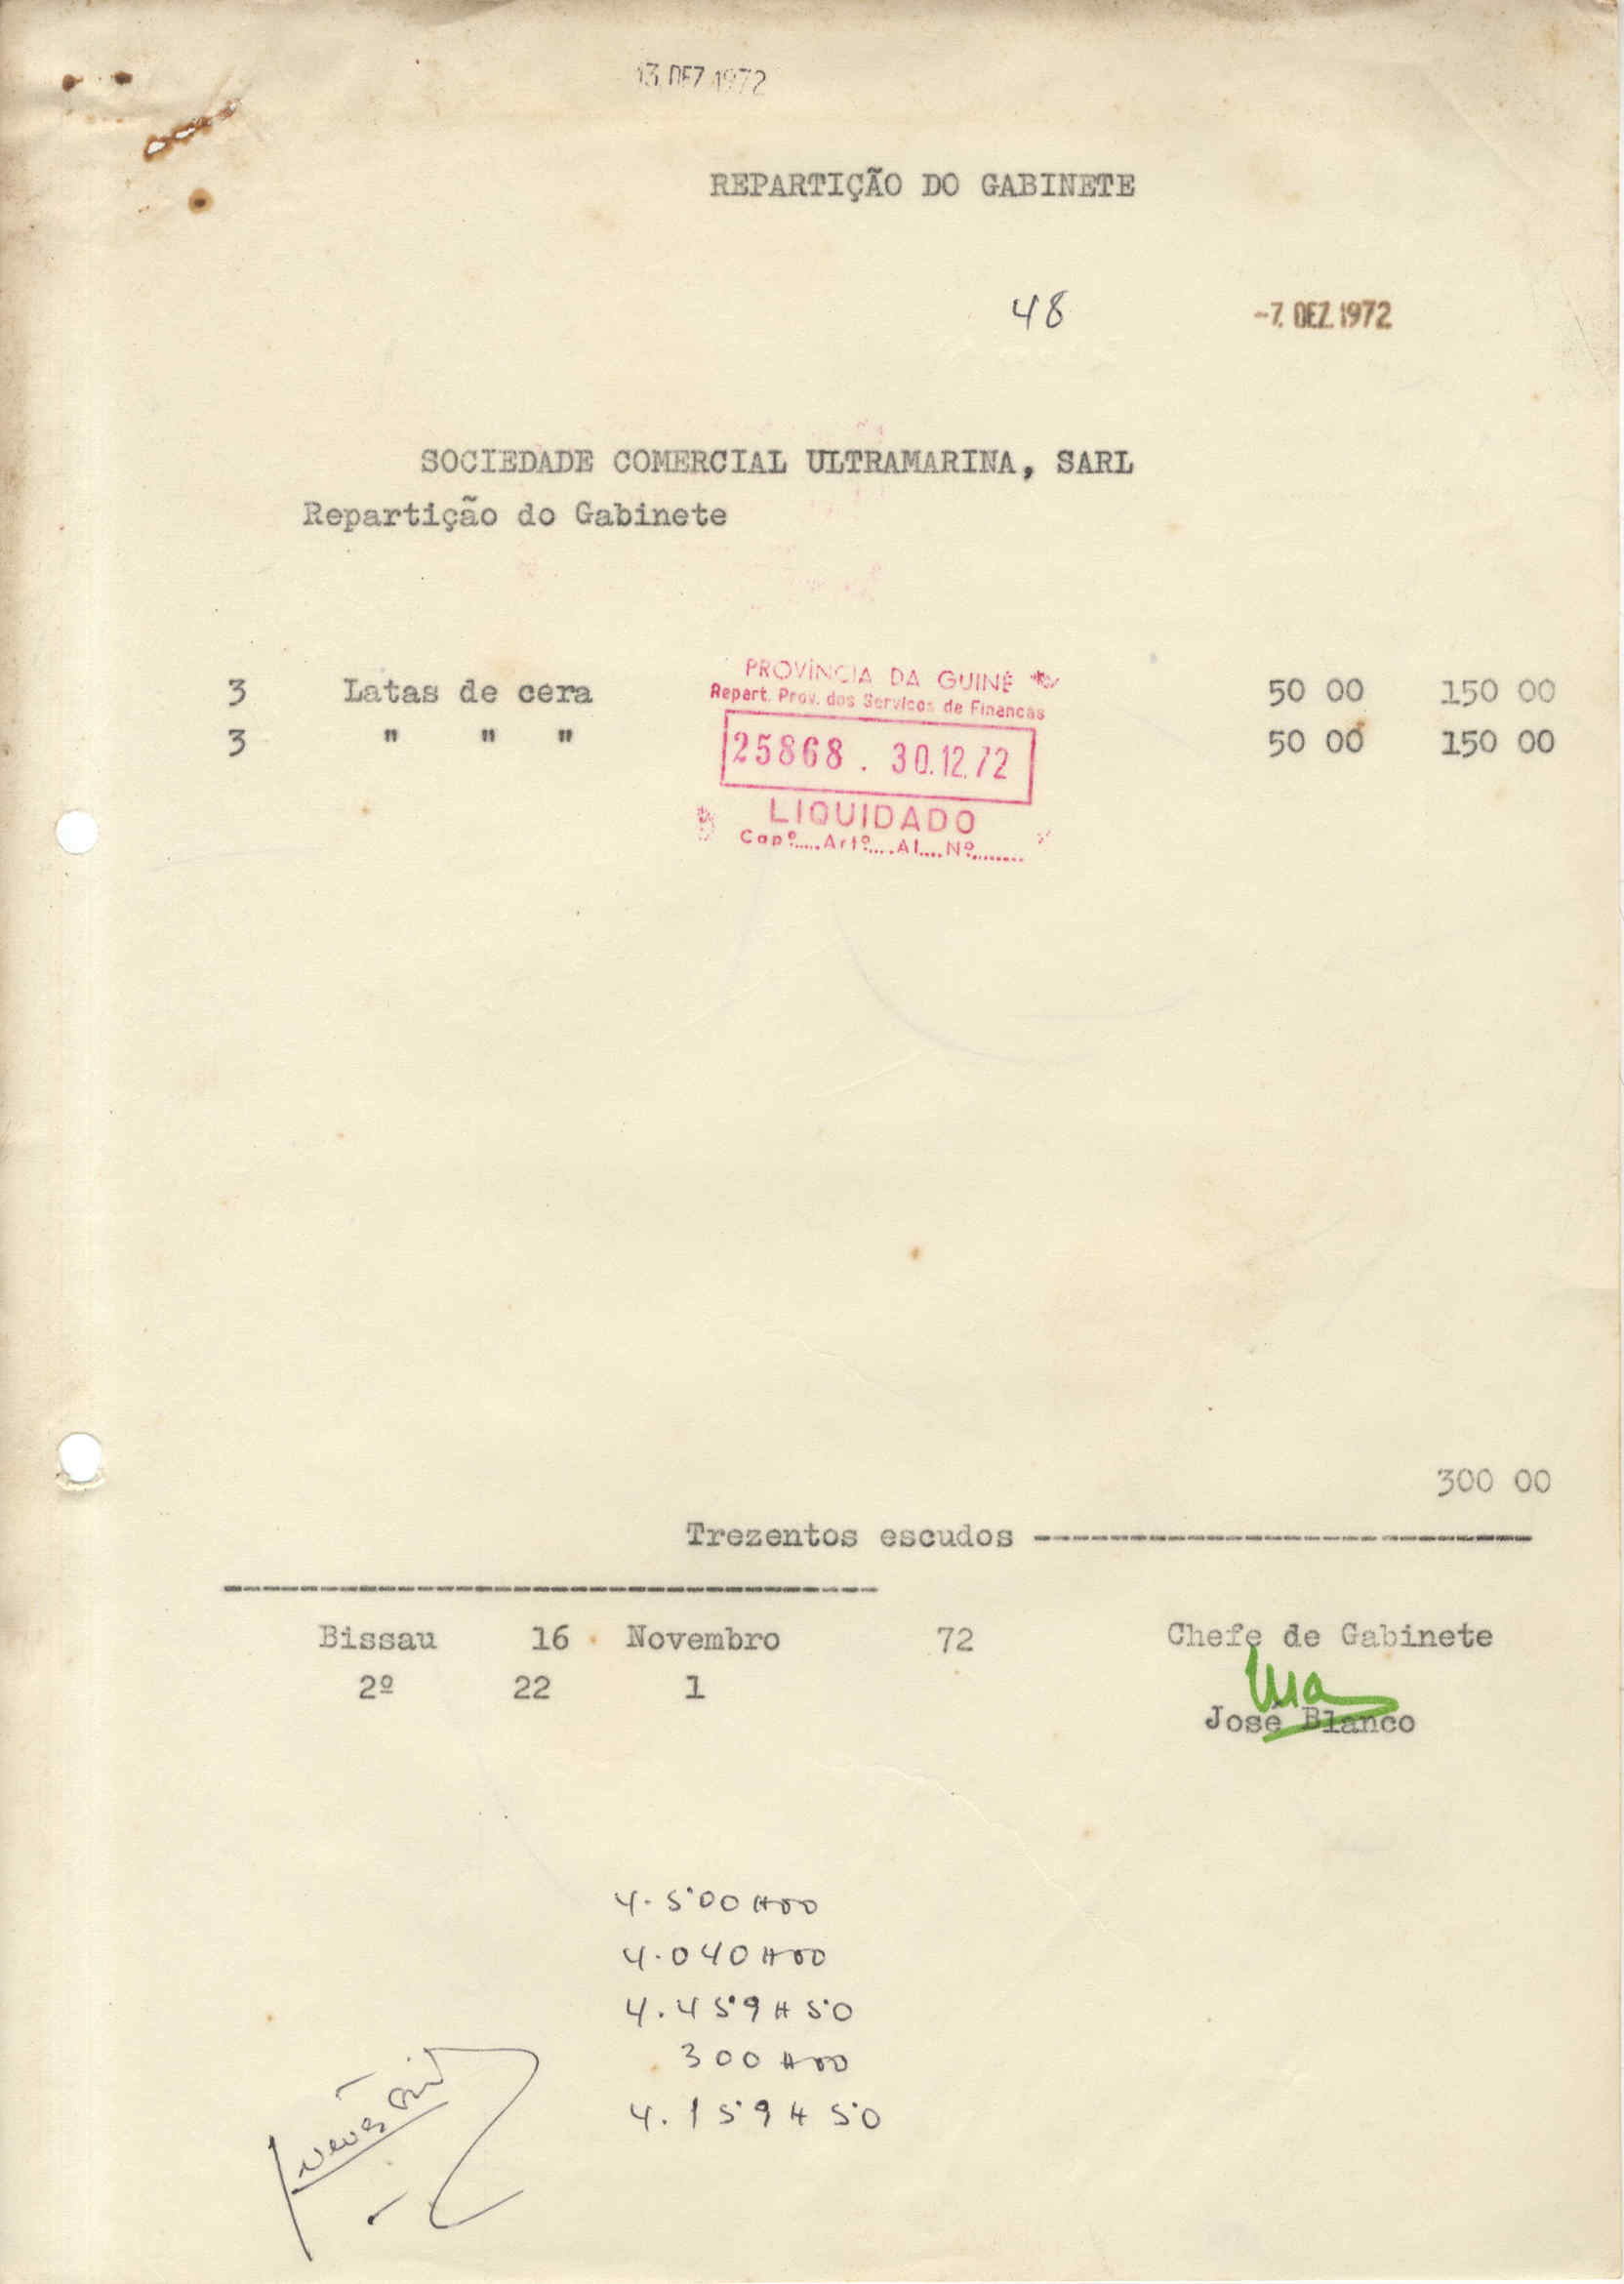 13 DEZ 1972
REPARTIÇÃO DO GABINETE
48 -7. DEZ. 1972
SOCIEDADE COMERCIAL ULTRAMARINA, SARL
Repartição do Gabinete
PROVÍNCIA DA GUINÉ
Repart. Prov. dos Serviços de Finanças
25868 . 30.12.72
LIQUIDADO
Capº..... Artº.... Al.... Nº........
3 Latas de cera 50 00 150 00
3 " " " 50 00 150 00
300 00
Trezentos escudos --------------------------
----------------------------------
Bissau 16 Novembro 72 Chefe de Gabinete
2º 22 1
José Blanco
4.500$00
4.040$00
4.459$50
300$00
4.159$50